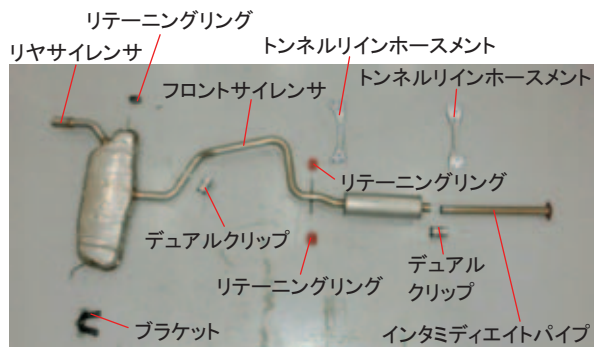 リテーニングリング
リヤサイレンサ
トンネルリインホースメント
トンネルリインホースメント
フロントサイレンサ
リテーニングリング
デュアルクリップ
リテーニングリング
デュアル
クリップ
ブラケット
インタミディエイトパイプ